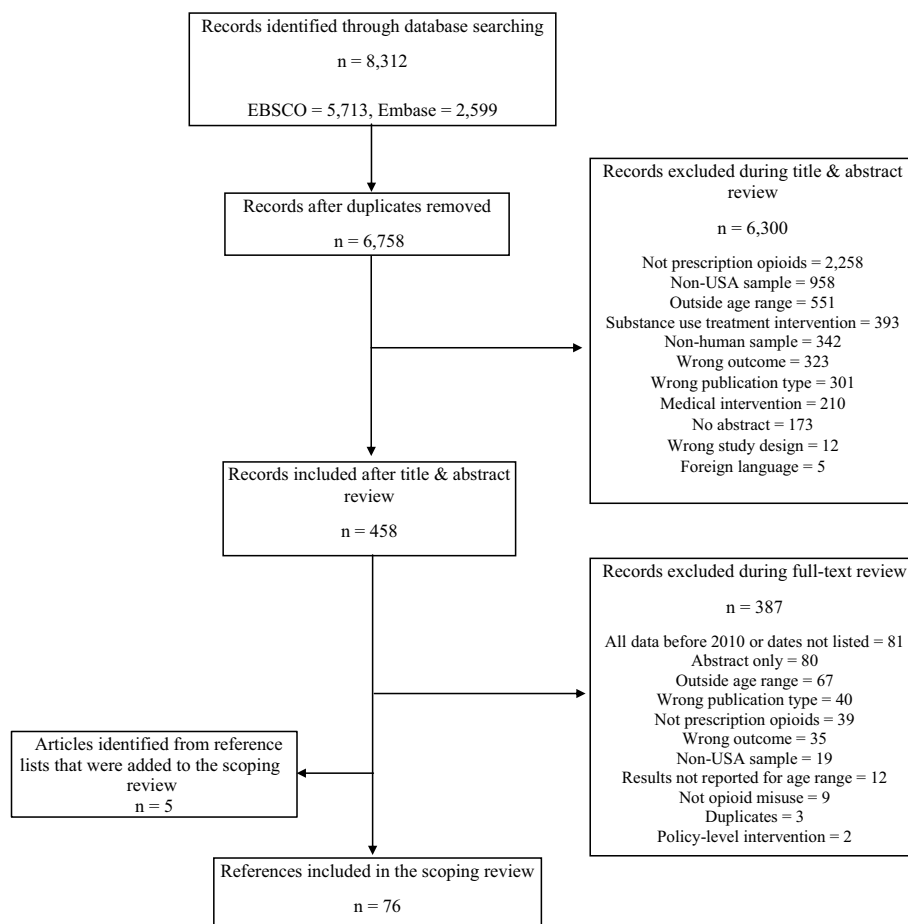 Records identified through database searching
n = 8,312
EBSCO = 5,713, Embase = 2,599
Records after duplicates removed
n = 6,758
Records excluded during title & abstract
review
n = 6,300
Not prescription opioids = 2,258
Non-USA sample = 958
Outside age range = 551
Substance use treatment intervention = 393
Non-human sample = 342
Wrong outcome = 323
Wrong publication type = 301
Medical intervention = 210
No abstract = 173
Wrong study design = 12
Foreign language = 5
Records included after title & abstract
review
n = 458
Records excluded during full-text review
n = 387
All data before 2010 or dates not listed = 81
Abstract only = 80
Outside age range = 67
Wrong publication type = 40
Not prescription opioids = 39
Wrong outcome = 35
Non-USA sample = 19
Results not reported for age range = 12
Not opioid misuse = 9
Duplicates = 3
Policy-level intervention = 2
Articles identified from reference
lists that were added to the scoping
review
n = 5
References included in the scoping review
n = 76